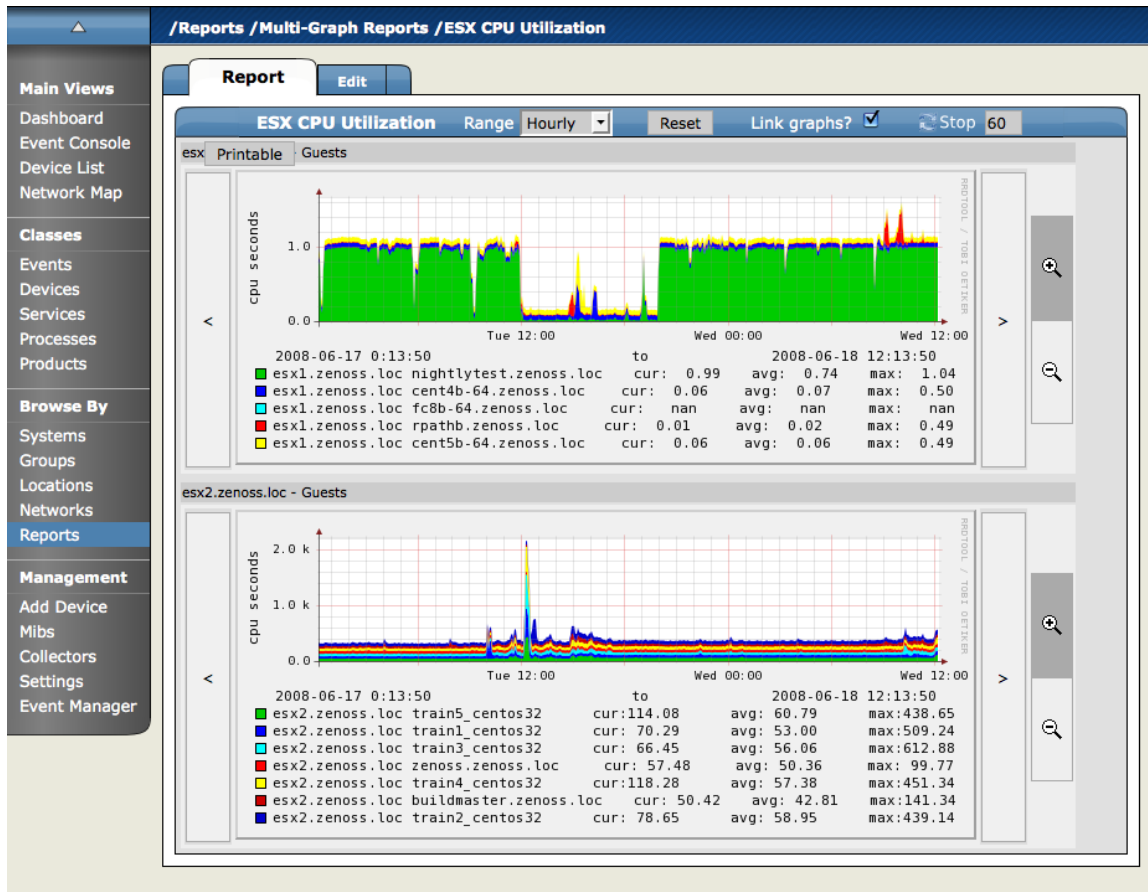 /Reports /Multi-Graph Reports /ESX CPU Utilization
Main Views
Dashboard
Event Console
Device List
Network Map
Classes
Events
Devices
Services
Processes
Products
Browse By
Systems
Groups
Locations
Networks
Reports
Management
Add Device
Mibs
Collectors
Settings
Event Manager
Report Edit
ESX CPU Utilization Range Hourly Reset Link graphs? Stop 60
esx Printable - Guests
RRDTOOL / TOBI OETIKER
cpu seconds
1.0
0.0
Tue 12:00 Wed 00:00 Wed 12:00
2008-06-17 0:13:50 to 2008-06-18 12:13:50
esx1.zenoss.loc nightlytest.zenoss.loc cur: 0.99 avg: 0.74 max: 1.04
esx1.zenoss.loc cent4b-64.zenoss.loc cur: 0.06 avg: 0.07 max: 0.50
esx1.zenoss.loc fc8b-64.zenoss.loc cur: nan avg: nan max: nan
esx1.zenoss.loc rpathb.zenoss.loc cur: 0.01 avg: 0.02 max: 0.49
esx1.zenoss.loc cent5b-64.zenoss.loc cur: 0.06 avg: 0.06 max: 0.49
< >
esx2.zenoss.loc - Guests
RRDTOOL / TOBI OETIKER
cpu seconds
2.0 k
1.0 k
0.0
Tue 12:00 Wed 00:00 Wed 12:00
2008-06-17 0:13:50 to 2008-06-18 12:13:50
esx2.zenoss.loc train5_centos32 cur:114.08 avg: 60.79 max:438.65
esx2.zenoss.loc train1_centos32 cur: 70.29 avg: 53.00 max:509.24
esx2.zenoss.loc train3_centos32 cur: 66.45 avg: 56.06 max:612.88
esx2.zenoss.loc zenoss.zenoss.loc cur: 57.48 avg: 50.36 max: 99.77
esx2.zenoss.loc train4_centos32 cur:118.28 avg: 57.38 max:451.34
esx2.zenoss.loc buildmaster.zenoss.loc cur: 50.42 avg: 42.81 max:141.34
esx2.zenoss.loc train2_centos32 cur: 78.65 avg: 58.95 max:439.14
< >